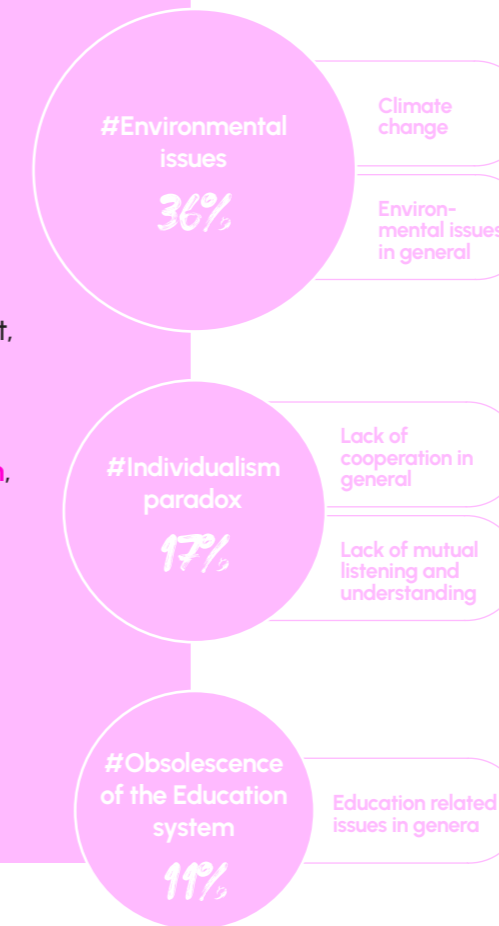 #Environmental
issues
36%
Climate
change
Environ-
mental issues
in general
t,
,
#Individualism
paradox
17%
Lack of
cooperation in
general
Lack of mutual
listening and
understanding
#Obsolescence
of the Education
system
11%
Education related
issues in genera